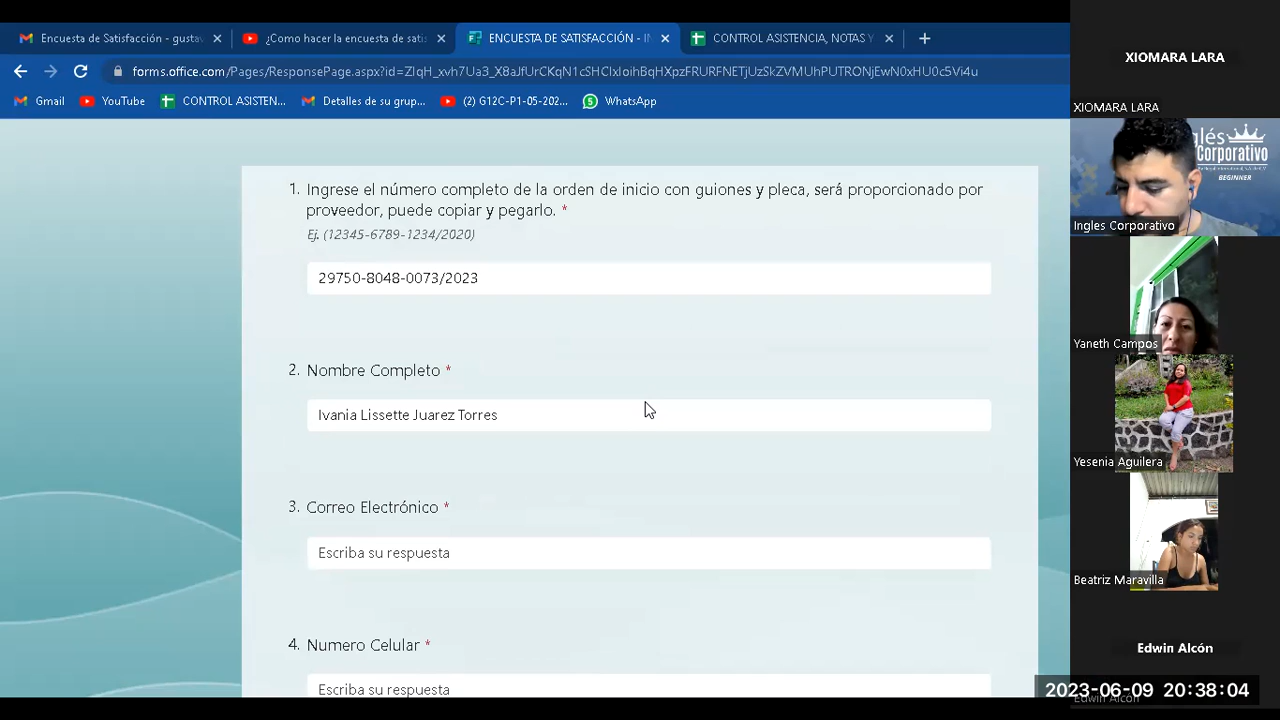 Encuesta de Satisfacción - gusta
¿Como hacer la encuesta de sati
ENCUESTA DE SATISFACCIÓN - IN
CONTROL ASISTENCIA, NOTAS Y
forms.office.com/Pages/ResponsePage.aspx?id=ZIqH_xvh7Ua3_X8aJfUrCKqN1cSHClxIoihBqHXpzFRURFNETjUzSkZVMUhPUTRONjEwN0xHU0c5Vi4u
Gmail
YouTube
CONTROL ASISTEN...
Detalles de su grup...
(2) G12C-P1-05-202...
WhatsApp
1. Ingrese el número completo de la orden de inicio con guiones y pleca, será proporcionado por
proveedor, puede copiar y pegarlo. *
Ej. (12345-6789-1234/2020)
29750-8048-0073/2023
2. Nombre Completo *
Ivania Lissette Juarez Torres
3. Correo Electrónico *
Escriba su respuesta
4. Numero Celular *
Escriba su respuesta
XIOMARA LARA
XIOMARA LARA
Corporativo
BEGINNER
Ingles Corporativo
Yaneth Campos
Yesenia Aguilera
Beatriz Maravilla
Edwin Alcón
2023-06-09 20:38:04
Edwin Alcón